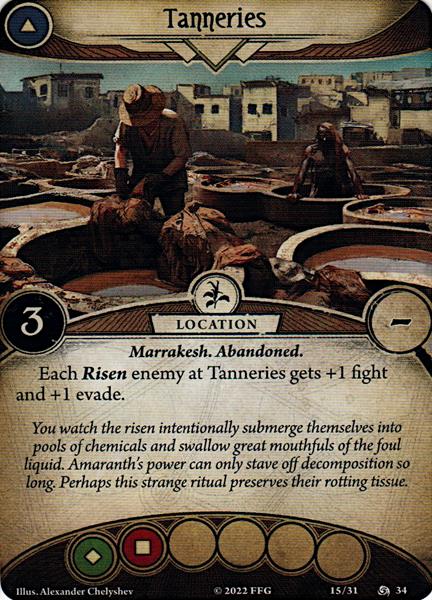 Tanneries
3
–
LOCATION
Marrakesh. Abandoned.
Each Risen enemy at Tanneries gets +1 fight
and +1 evade.
You watch the risen intentionally submerge themselves into
pools of chemicals and swallow great mouthfuls of the foul
liquid. Amaranth's power can only stave off decomposition so
long. Perhaps this strange ritual preserves their rotting tissue.
Illus. Alexander Chelyshev © 2022 FFG 15/31 34